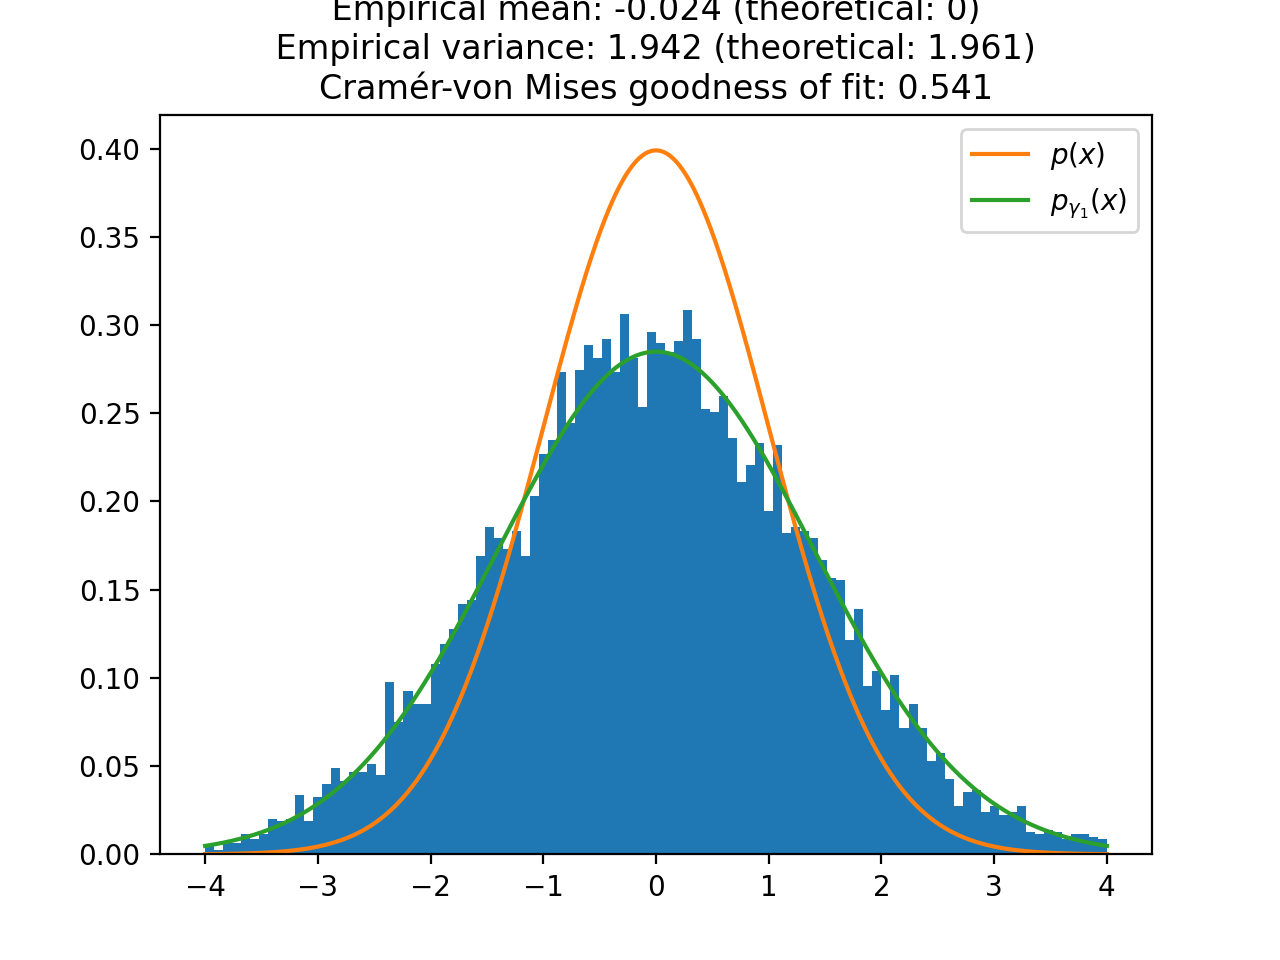 Empirical mean: -0.024 (theoretical: 0)
Empirical variance: 1.942 (theoretical: 1.961)
Cramér-von Mises goodness of fit: 0.541
0.40
0.35
0.30
0.25
0.20
0.15
0.10
0.05
0.00
−4 −3 −2 −1 0 1 2 3 4
p(x)
pγ₁(x)